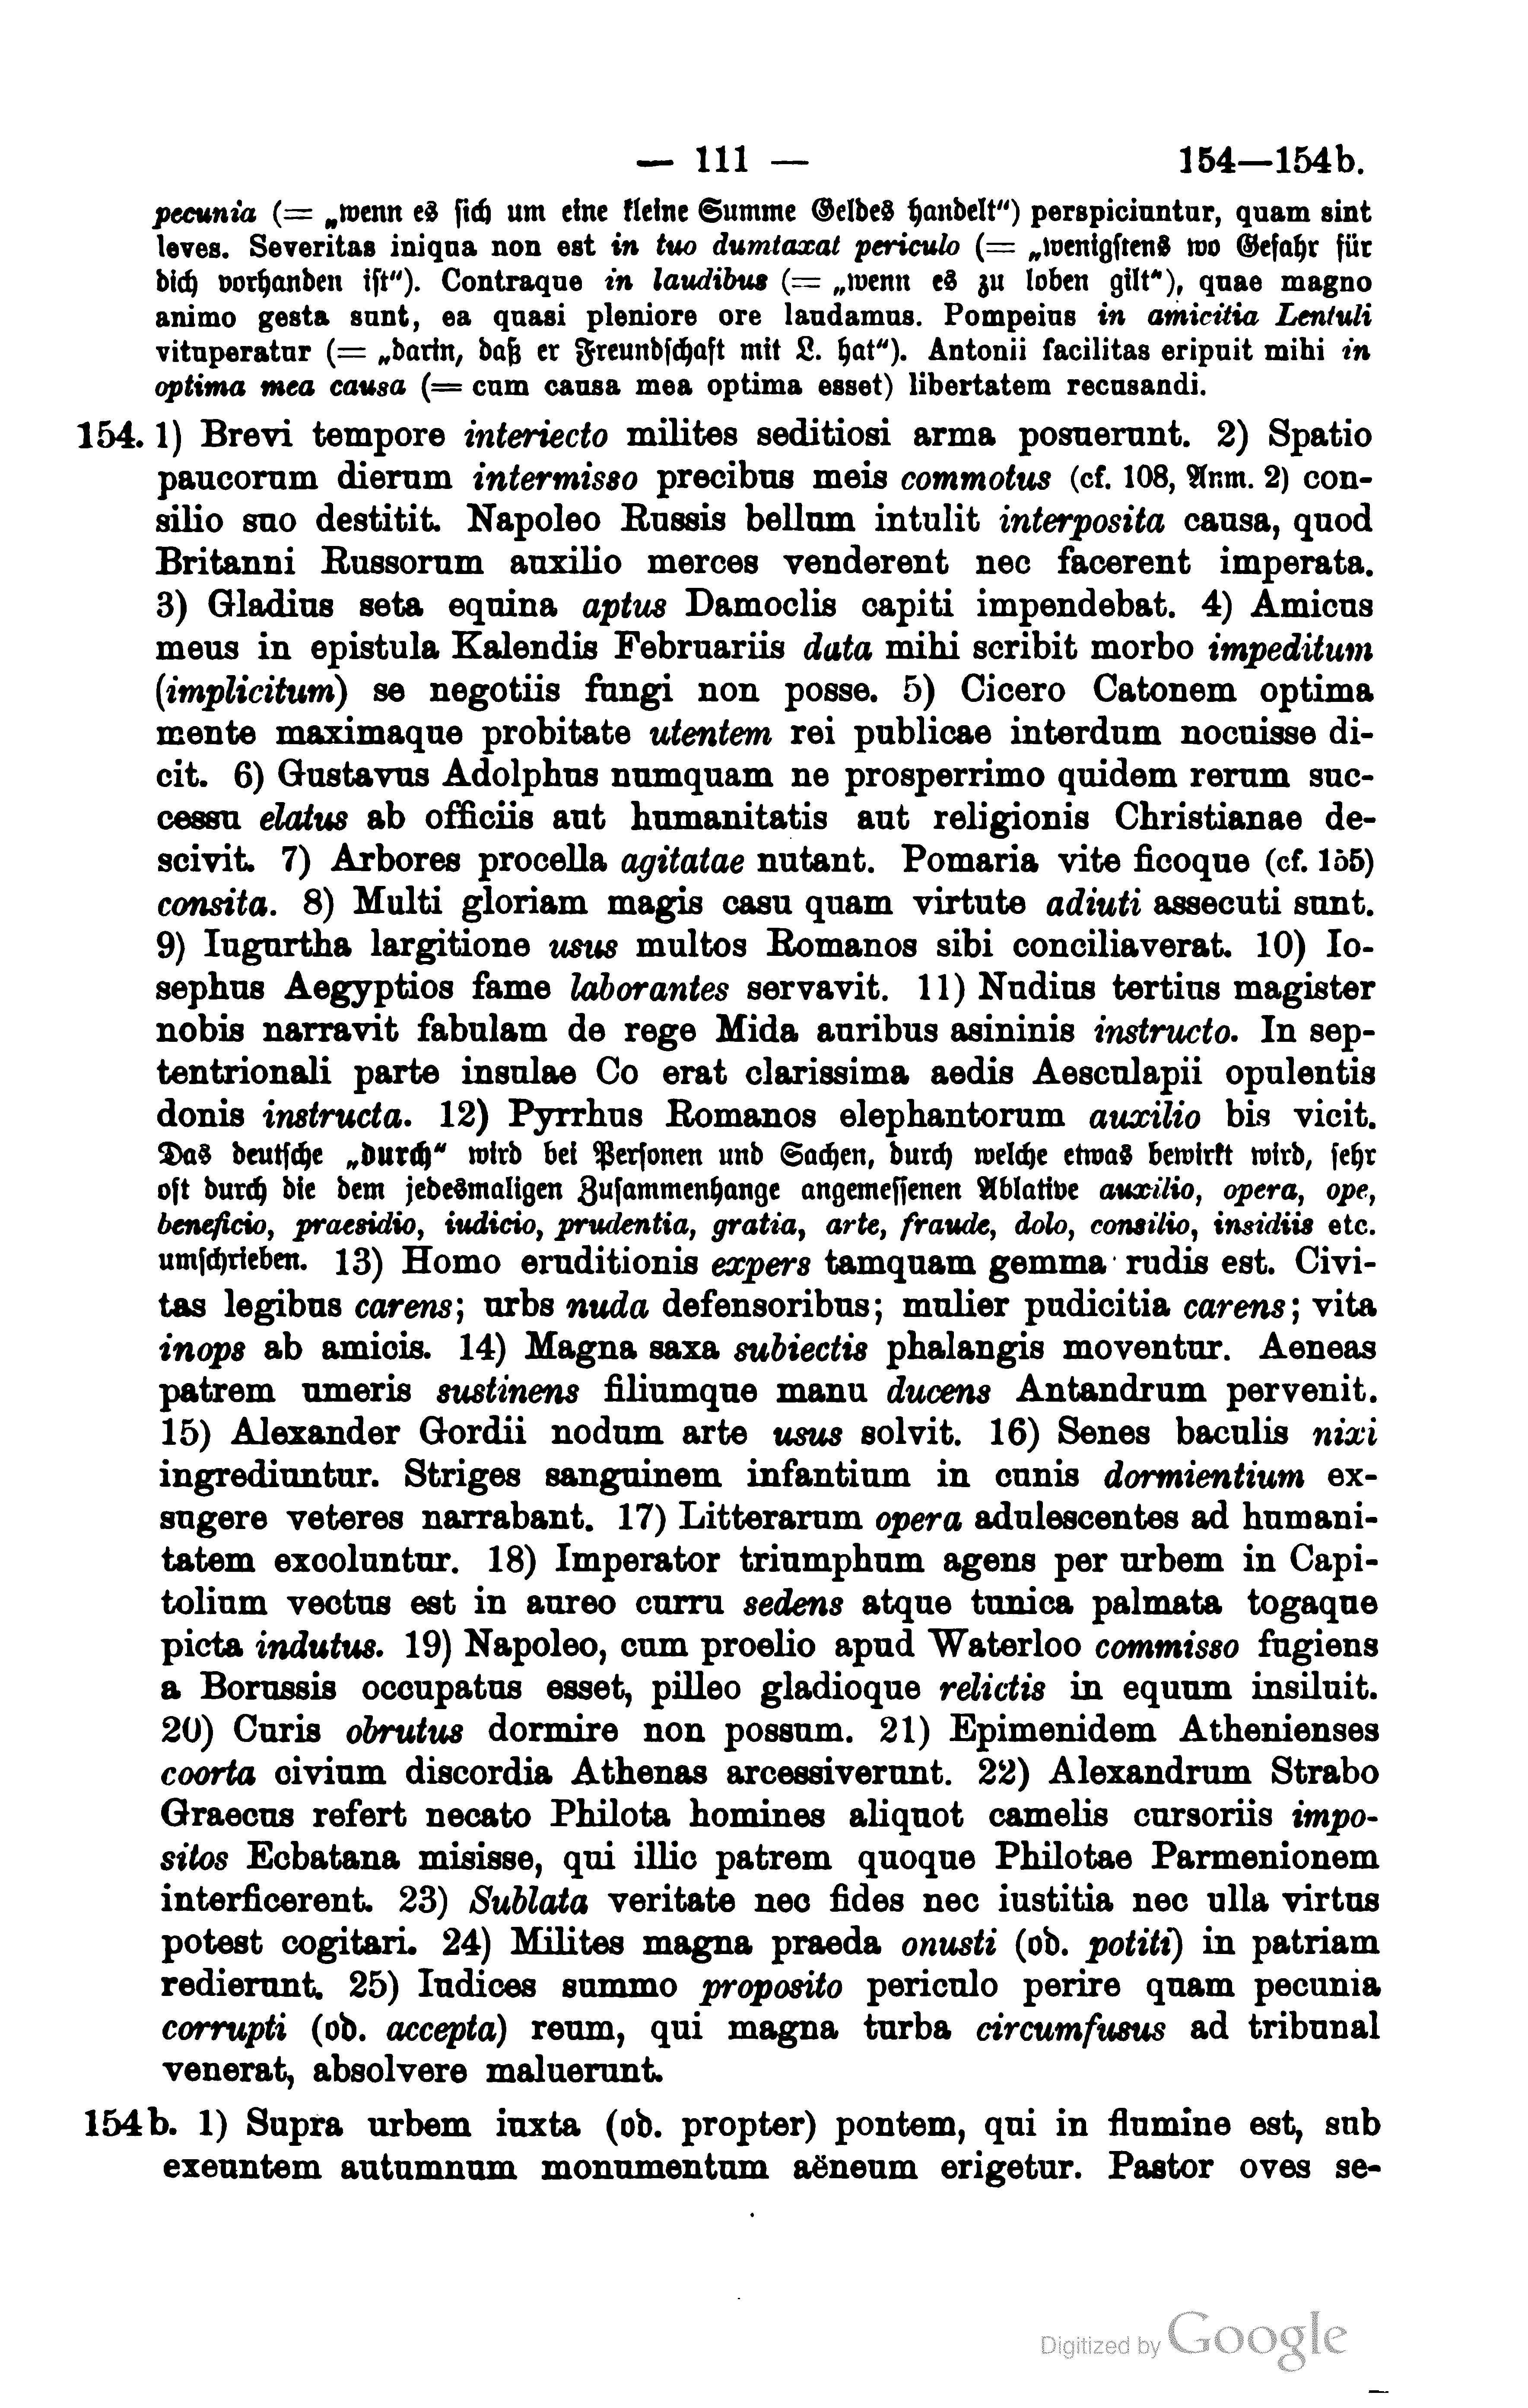 — 111 — 154—154b.
pecunia (= „wenn es sich um eine kleine Summe Geldes handelt“) perspiciuntur, quam sint
leves. Severitas iniqua non est in tuo dumtaxat periculo (= „wenigstens wo Gefahr für
dich vorhanden ist“). Contraque in laudibus (= „wenn es zu loben gilt“), quae magno
animo gesta sunt, ea quasi pleniore ore laudamus. Pompeius in amicitia Lentuli
vituperatur (= „darin, daß er Freundschaft mit L. hat“). Antonii facilitas eripuit mihi in
optima mea causa (= cum causa mea optima esset) libertatem recusandi.
154. 1) Brevi tempore interiecto milites seditiosi arma posuerunt. 2) Spatio
paucorum dierum intermisso precibus meis commotus (cf. 108, Anm. 2) con-
silio suo destitit. Napoleo Russis bellum intulit interposita causa, quod
Britanni Russorum auxilio merces venderent nec facerent imperata.
3) Gladius seta equina aptus Damoclis capiti impendebat. 4) Amicus
meus in epistula Kalendis Februariis data mihi scribit morbo impeditum
(implicitum) se negotiis fungi non posse. 5) Cicero Catonem optima
mente maximaque probitate utentem rei publicae interdum nocuisse di-
cit. 6) Gustavus Adolphus numquam ne prosperrimo quidem rerum suc-
cessu elatus ab officiis aut humanitatis aut religionis Christianae de-
scivit. 7) Arbores procella agitatae nutant. Pomaria vite ficoque (cf. 155)
consita. 8) Multi gloriam magis casu quam virtute adiuti assecuti sunt.
9) Iugurtha largitione usus multos Romanos sibi conciliaverat. 10) Io-
sephus Aegyptios fame laborantes servavit. 11) Nudius tertius magister
nobis narravit fabulam de rege Mida auribus asininis instructo. In sep-
tentrionali parte insulae Co erat clarissima aedis Aesculapii opulentis
donis instructa. 12) Pyrrhus Romanos elephantorum auxilio bis vicit.
Das deutsche „durch“ wird bei Personen und Sachen, durch welche etwas bewirkt wird, sehr
oft durch die dem jedesmaligen Zusammenhange angemessenen Ablative auxilio, opera, ope,
beneficio, praesidio, iudicio, prudentia, gratia, arte, fraude, dolo, consilio, insidiis etc.
umschrieben. 13) Homo eruditionis expers tamquam gemma rudis est. Civi-
tas legibus carens; urbs nuda defensoribus; mulier pudicitia carens; vita
inops ab amicis. 14) Magna saxa subiectis phalangis moventur. Aeneas
patrem umeris sustinens filiumque manu ducens Antandrum pervenit.
15) Alexander Gordii nodum arte usus solvit. 16) Senes baculis nixi
ingrediuntur. Striges sanguinem infantium in cunis dormientium ex-
sugere veteres narrabant. 17) Litterarum opera adulescentes ad humani-
tatem excoluntur. 18) Imperator triumphum agens per urbem in Capi-
tolium vectus est in aureo curru sedens atque tunica palmata togaque
picta indutus. 19) Napoleo, cum proelio apud Waterloo commisso fugiens
a Borussis occupatus esset, pilleo gladioque relictis in equum insiluit.
20) Curis obrutus dormire non possum. 21) Epimenidem Athenienses
coorta civium discordia Athenas arcessiverunt. 22) Alexandrum Strabo
Graecus refert necato Philota homines aliquot camelis cursoriis impo-
sitos Ecbatana misisse, qui illic patrem quoque Philotae Parmenionem
interficerent. 23) Sublata veritate nec fides nec iustitia nec ulla virtus
potest cogitari. 24) Milites magna praeda onusti (od. potiti) in patriam
redierunt. 25) Iudices summo proposito periculo perire quam pecunia
corrupti (od. accepta) reum, qui magna turba circumfusus ad tribunal
venerat, absolvere maluerunt.
154b. 1) Supra urbem iuxta (od. propter) pontem, qui in flumine est, sub
exeuntem autumnum monumentum aëneum erigetur. Pastor oves se-
Digitized by Google